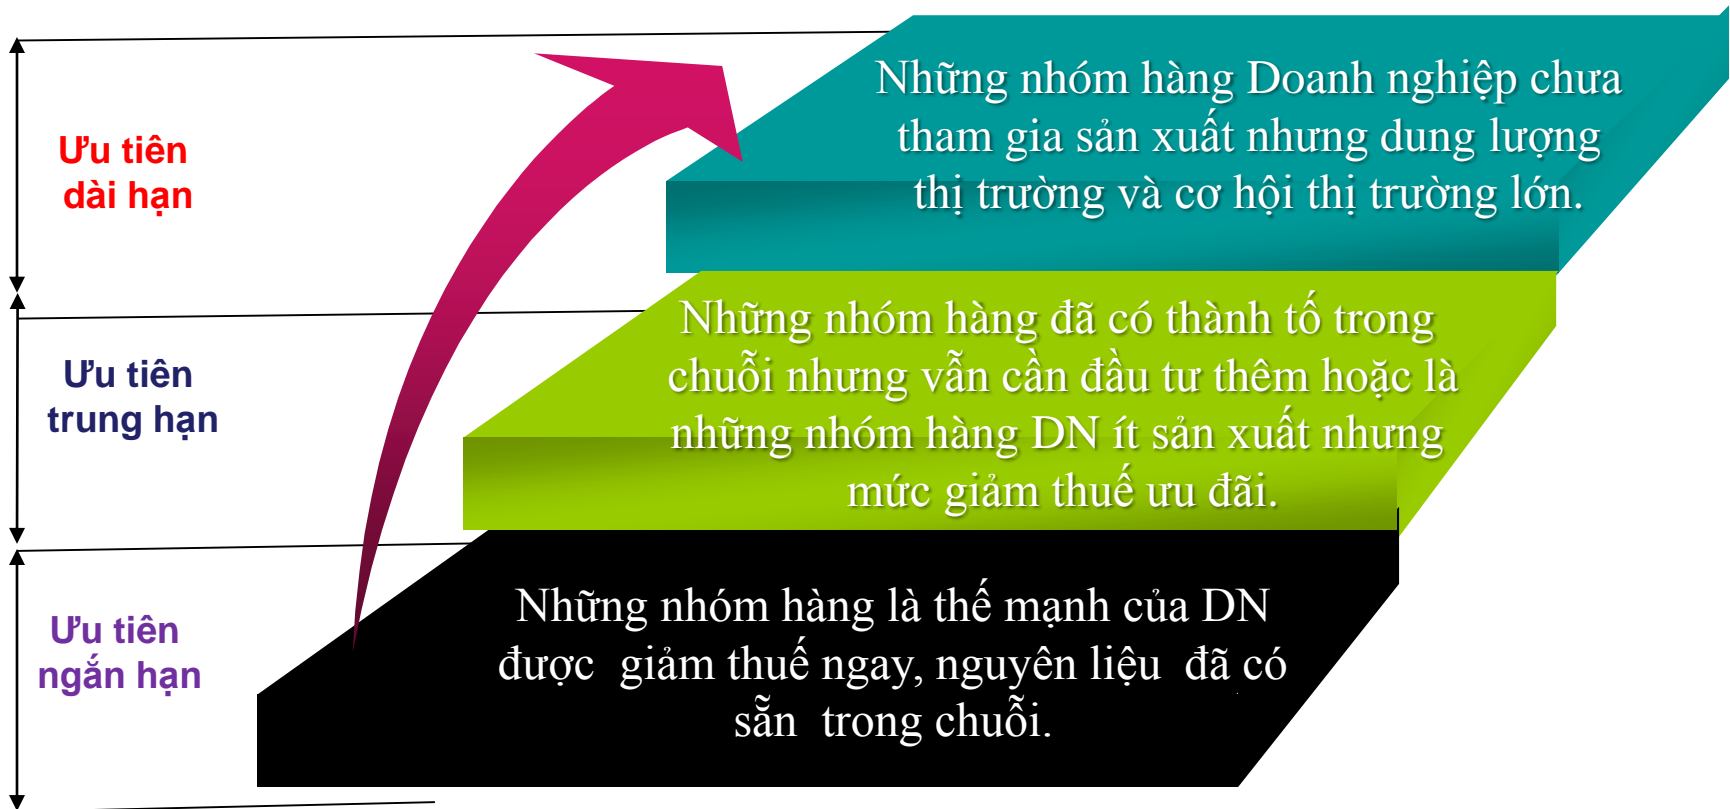 Ưu tiên
dài hạn
Những nhóm hàng Doanh nghiệp chưa
tham gia sản xuất nhưng dung lượng
thị trường và cơ hội thị trường lớn.
Ưu tiên
trung hạn
Những nhóm hàng đã có thành tố trong
chuỗi nhưng vẫn cần đầu tư thêm hoặc là
những nhóm hàng DN ít sản xuất nhưng
mức giảm thuế ưu đãi.
Ưu tiên
ngắn hạn
Những nhóm hàng là thế mạnh của DN
được giảm thuế ngay, nguyên liệu đã có
sẵn trong chuỗi.